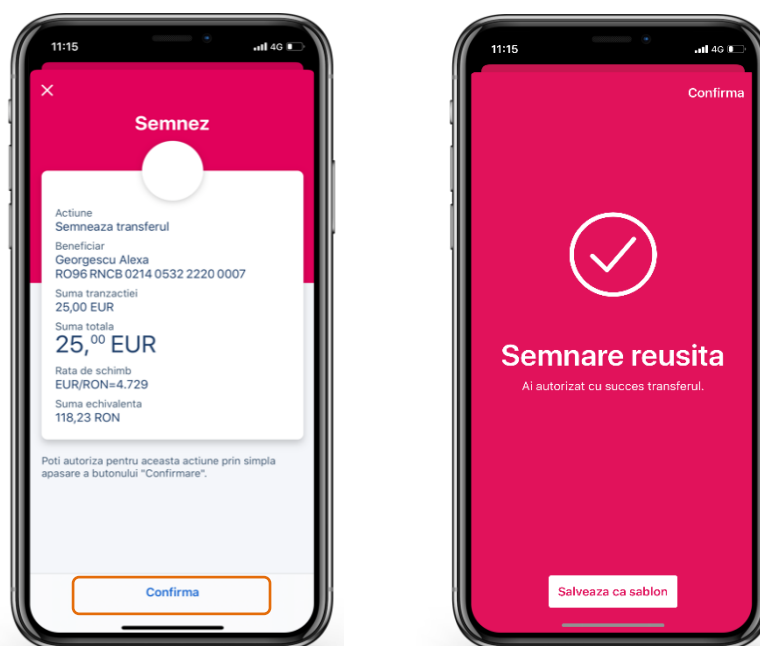 11:15
4G
Semnez
Actiune
Semneaza transferul
Beneficiar
Georgescu Alexa
RO96 RNCB 0214 0532 2220 0007
Suma tranzactiei
25,00 EUR
Suma totala
25,00 EUR
Rata de schimb
EUR/RON=4.729
Suma echivalenta
118,23 RON
Poti autoriza pentru aceasta actiune prin simpla
apasare a butonului "Confirmare".
Confirma
11:15
4G
Confirma
Semnare reusita
Ai autorizat cu succes transferul.
Salveaza ca sablon